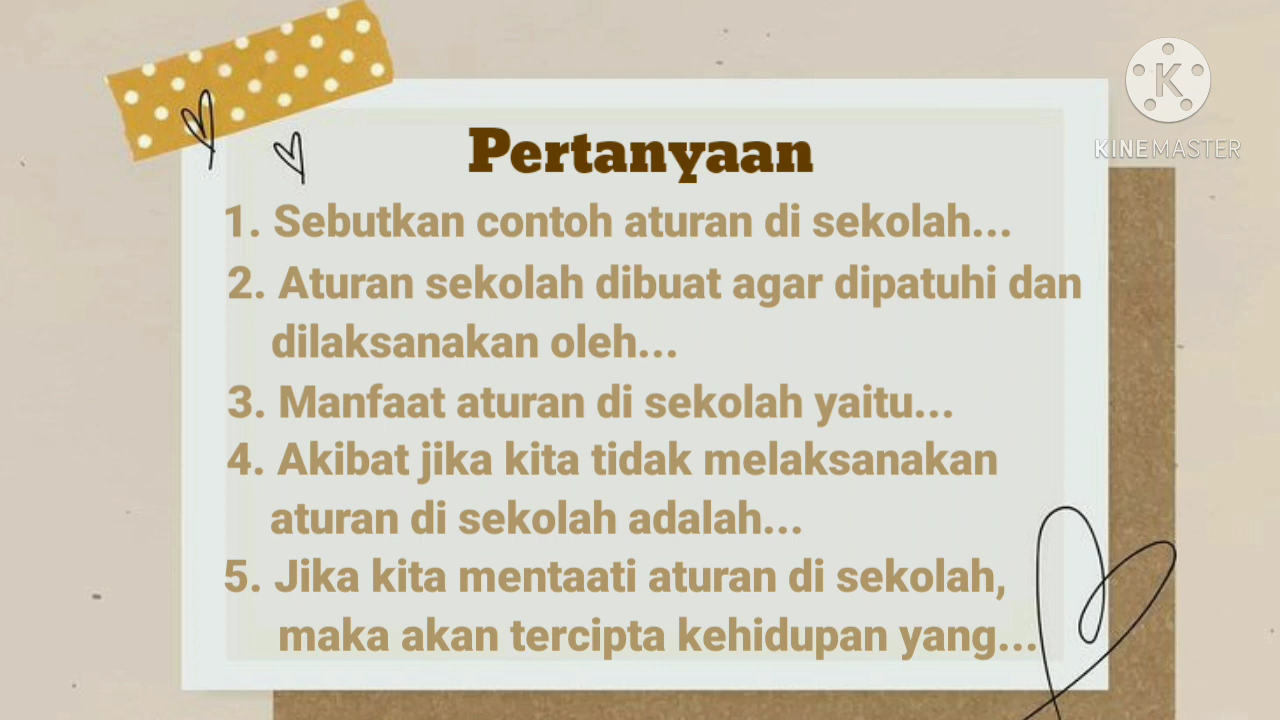 Pertanyaan
1. Sebutkan contoh aturan di sekolah...
2. Aturan sekolah dibuat agar dipatuhi dan
dilaksanakan oleh...
3. Manfaat aturan di sekolah yaitu...
4. Akibat jika kita tidak melaksanakan
aturan di sekolah adalah...
5. Jika kita mentaati aturan di sekolah,
maka akan tercipta kehidupan yang...
K
KINEMASTER